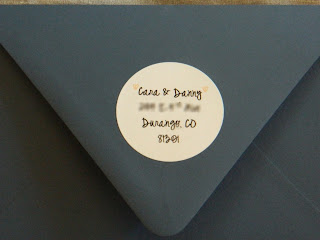 Cara & Danny
Durango, CO
81301